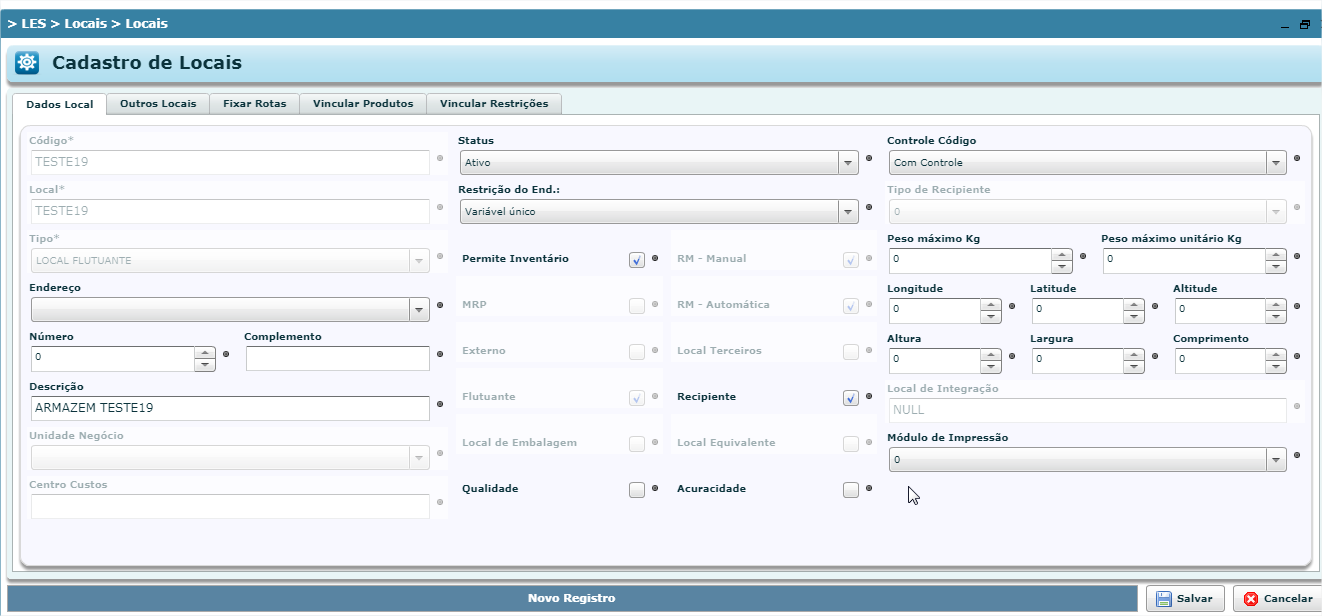 > LES > Locais > Locais
Cadastro de Locais
Dados Local
Outros Locais
Fixar Rotas
Vincular Produtos
Vincular Restrições
Código*
TESTE19
Local*
TESTE19
Tipo*
LOCAL FLUTUANTE
Endereço
Número
Complemento
0
Descrição
ARMAZEM TESTE19
Unidade Negócio
Centro Custos
Status
Ativo
Restrição do End.:
Variável único
Permite Inventário
RM - Manual
MRP
RM - Automática
Externo
Local Terceiros
Flutuante
Recipiente
Local de Embalagem
Local Equivalente
Qualidade
Acuracidade
Controle Código
Com Controle
Tipo de Recipiente
0
Peso máximo Kg
Peso máximo unitário Kg
0
0
Longitude
Latitude
Altitude
0
0
0
Altura
Largura
Comprimento
0
0
0
Local de Integração
NULL
Módulo de Impressão
0
Novo Registro
Salvar
Cancelar